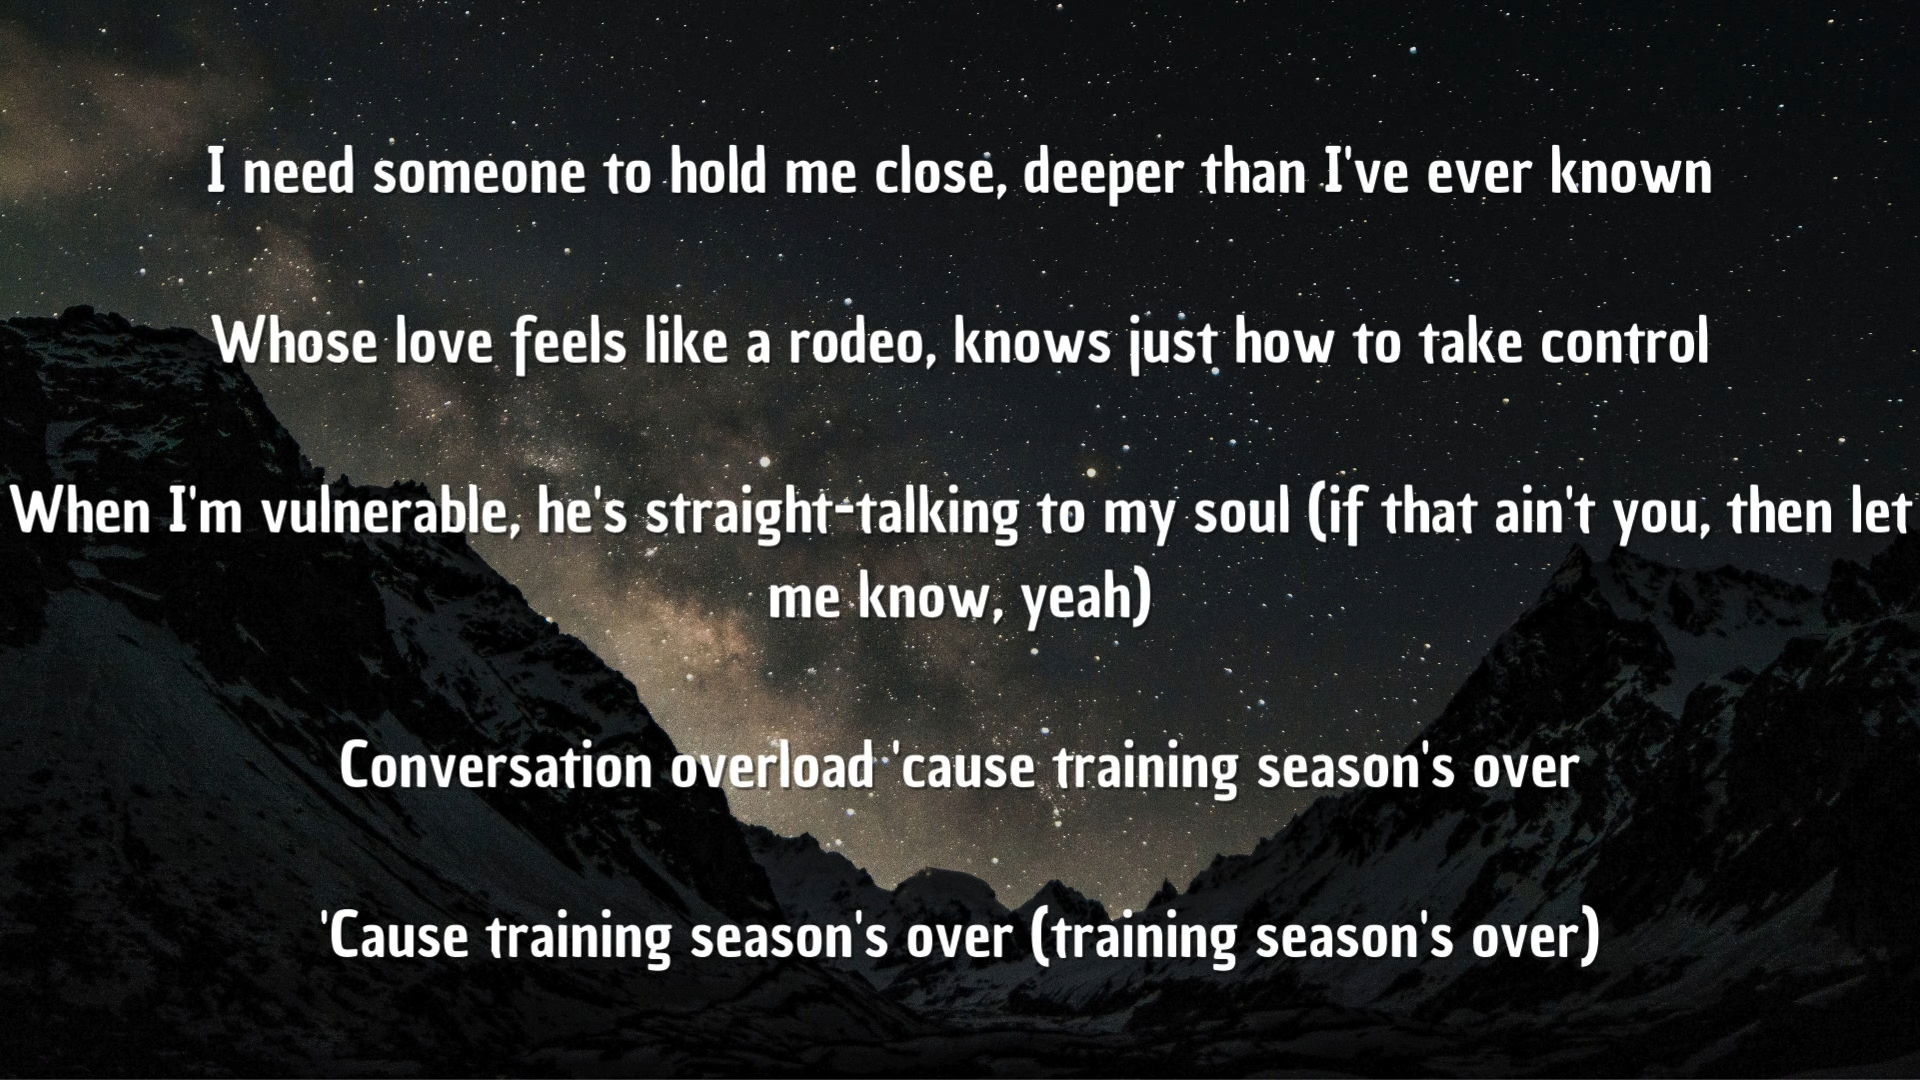 I need someone to hold me close, deeper than I've ever known
Whose love feels like a rodeo, knows just how to take control
When I'm vulnerable, he's straight-talking to my soul (if that ain't you, then let
me know, yeah)
Conversation overload 'cause training season's over
'Cause training season's over (training season's over)